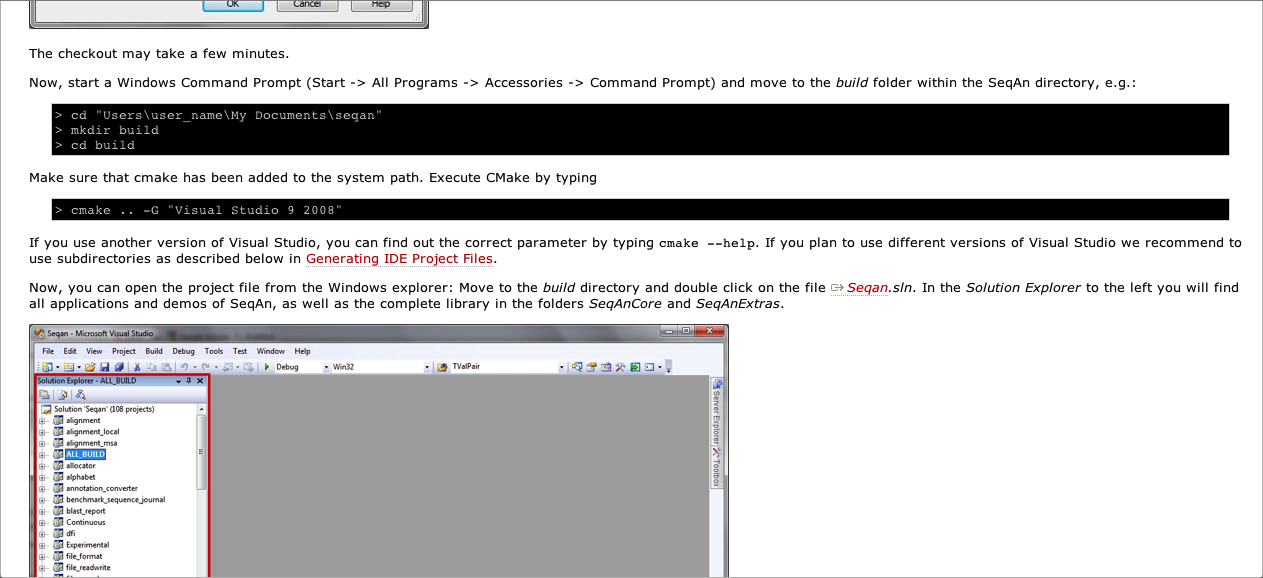 OK Cancel Help
The checkout may take a few minutes.
Now, start a Windows Command Prompt (Start -> All Programs -> Accessories -> Command Prompt) and move to the build folder within the SeqAn directory, e.g.:
> cd "Users\user_name\My Documents\seqan"
> mkdir build
> cd build
Make sure that cmake has been added to the system path. Execute CMake by typing
> cmake .. -G "Visual Studio 9 2008"
If you use another version of Visual Studio, you can find out the correct parameter by typing cmake --help. If you plan to use different versions of Visual Studio we recommend to
use subdirectories as described below in Generating IDE Project Files.
Now, you can open the project file from the Windows explorer: Move to the build directory and double click on the file Seqan.sln. In the Solution Explorer to the left you will find
all applications and demos of SeqAn, as well as the complete library in the folders SeqAnCore and SeqAnExtras.
Seqan - Microsoft Visual Studio
File Edit View Project Build Debug Tools Test Window Help
Debug Win32 TValPair
Solution Explorer - ALL_BUILD
Solution 'Seqan' (108 projects)
alignment
alignment_local
alignment_msa
ALL_BUILD
allocator
alphabet
annotation_converter
benchmark_sequence_journal
blast_report
Continuous
dfi
Experimental
file_format
file_readwrite
Server Explorer
Toolbox